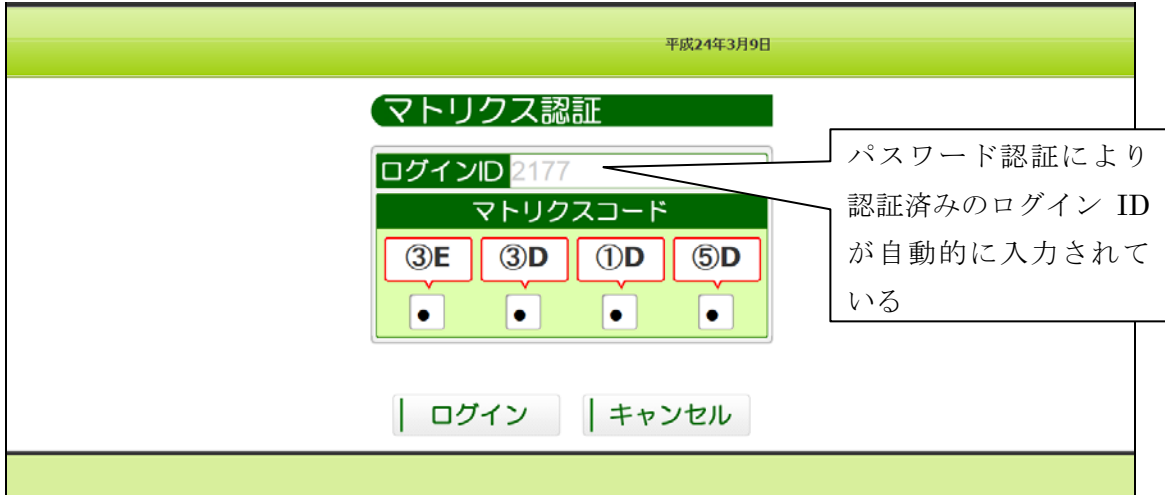 平成24年3月9日
マトリクス認証
ログインID 2177
マトリクスコード
③E ③D ①D ⑤D
ログイン キャンセル
パスワード認証により
認証済みのログイン ID
が自動的に入力されて
いる